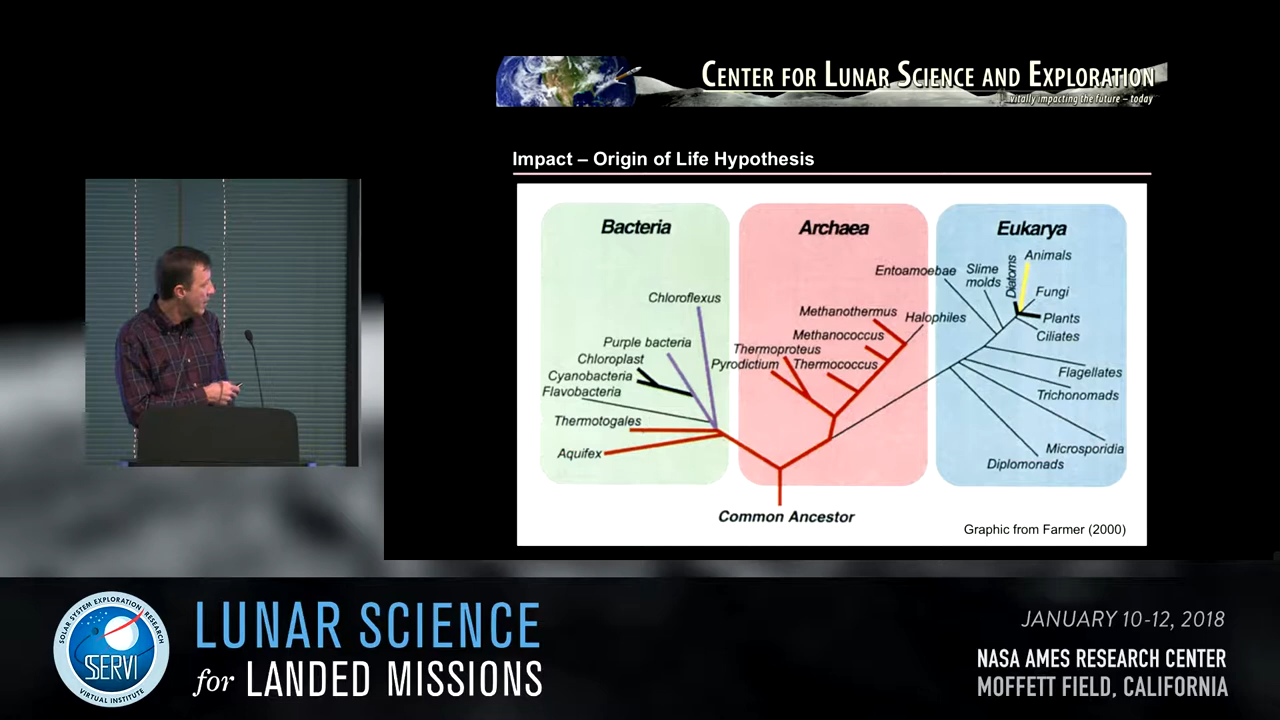 CENTER FOR LUNAR SCIENCE AND EXPLORATION
vitally impacting the future – today
Impact – Origin of Life Hypothesis
Bacteria
Archaea
Eukarya
Chloroflexus
Purple bacteria
Chloroplast
Cyanobacteria
Flavobacteria
Thermotogales
Aquifex
Methanothermus
Halophiles
Methanococcus
Thermoproteus
Pyrodictium
Thermococcus
Entoamoebae
Slime
molds
Diatoms
Animals
Fungi
Plants
Ciliates
Flagellates
Trichonomads
Microsporidia
Diplomonads
Common Ancestor
Graphic from Farmer (2000)
SOLAR SYSTEM EXPLORATION RESEARCH
SSERVI
VIRTUAL INSTITUTE
LUNAR SCIENCE
for LANDED MISSIONS
JANUARY 10-12, 2018
NASA AMES RESEARCH CENTER
MOFFETT FIELD, CALIFORNIA